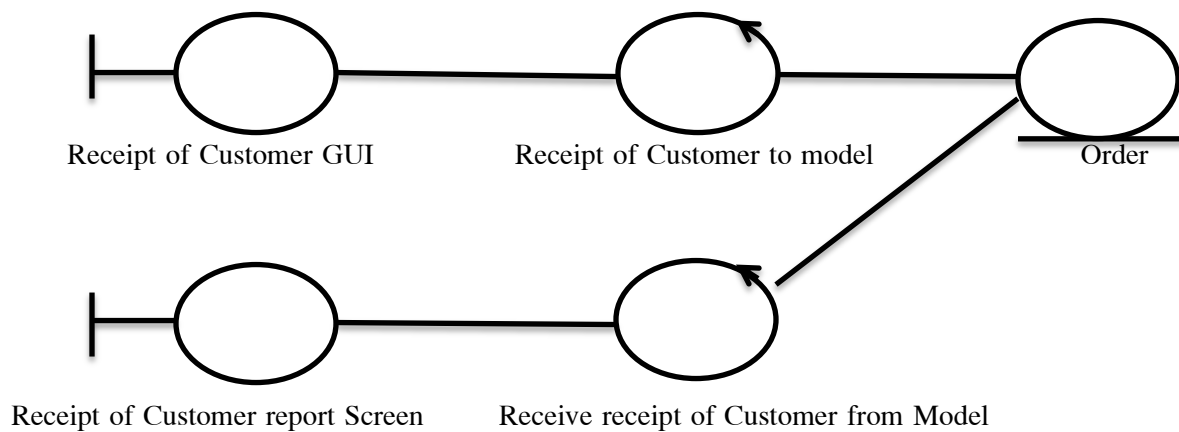 Receipt of Customer GUI
Receipt of Customer to model
Order
Receipt of Customer report Screen
Receive receipt of Customer from Model